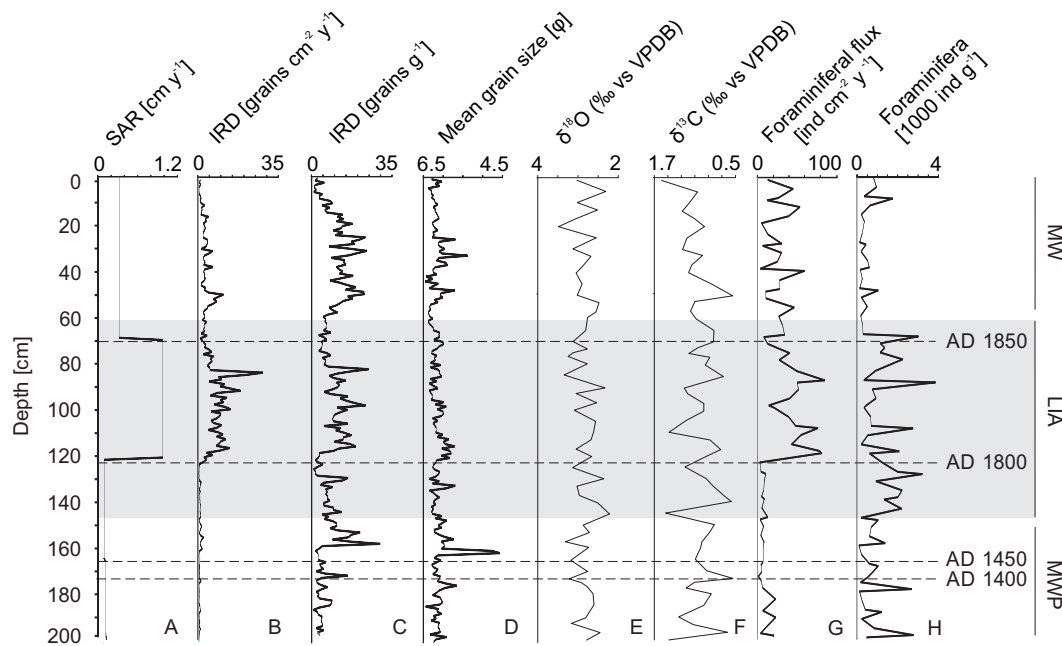 SAR [cm y⁻¹]
IRD [grains cm⁻² y⁻¹]
IRD [grains g⁻¹]
Mean grain size [φ]
δ¹⁸O (‰ vs VPDB)
δ¹³C (‰ vs VPDB)
Foraminiferal flux
[ind cm⁻² y⁻¹]
Foraminifera
[1000 ind g⁻¹]
0 1.2 0 35 0 35 6.5 4.5 4 2 1.7 0.5 0 100 0 4
Depth [cm]
0
20
40
60
80
100
120
140
160
180
200
MW
LIA
MWP
AD 1850
AD 1800
AD 1450
AD 1400
A B C D E F G H